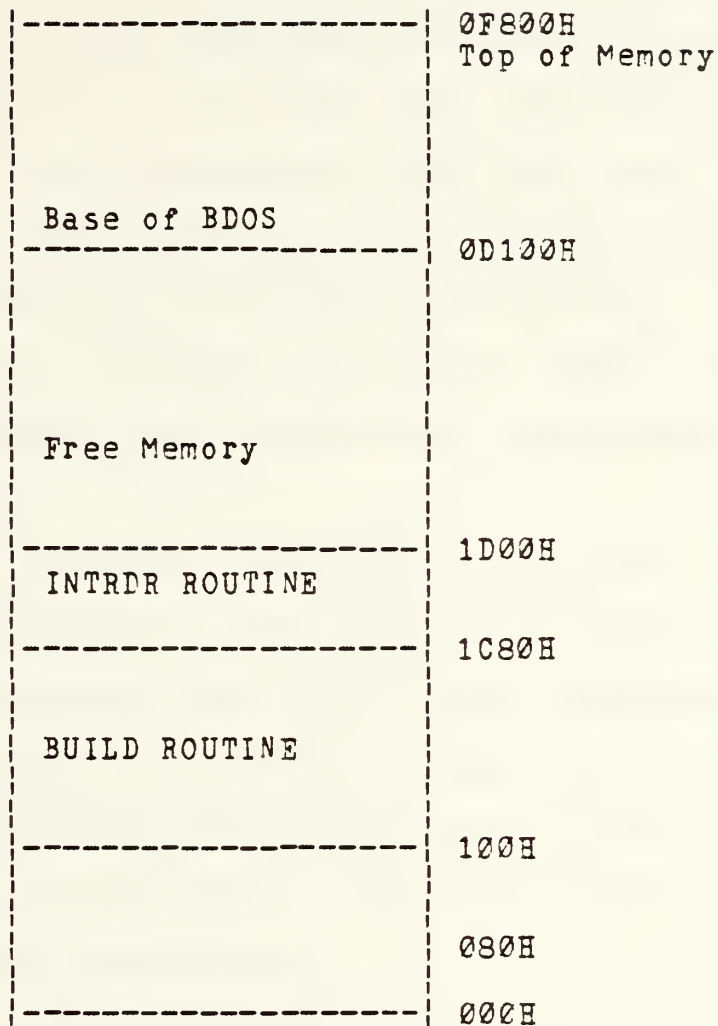 0F800H
Top of Memory
Base of BDOS
0D100H
Free Memory
1D00H
INTRDR ROUTINE
1C80H
BUILD ROUTINE
100H
080H
000H